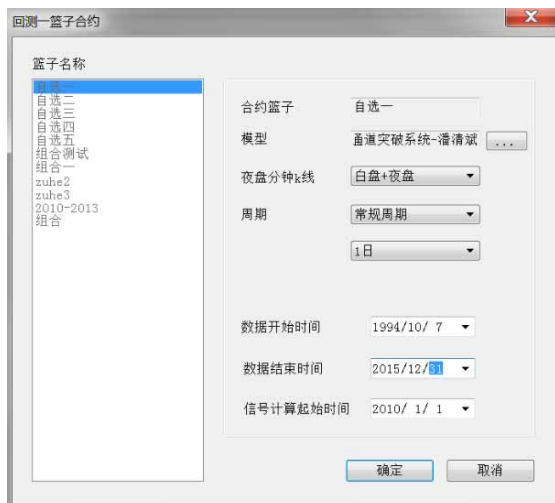 回测一篮子合约
篮子名称
自选一
自选二
自选三
自选四
自选五
组合测试
组合一
zuhe2
zuhe3
2010-2013
组合
合约篮子 自选一
模型 通道突破系统-潘清斌 ...
夜盘分钟k线 白盘+夜盘
周期 常规周期
1日
数据开始时间 1994/10/ 7
数据结束时间 2015/12/31
信号计算起始时间 2010/ 1/ 1
确定 取消